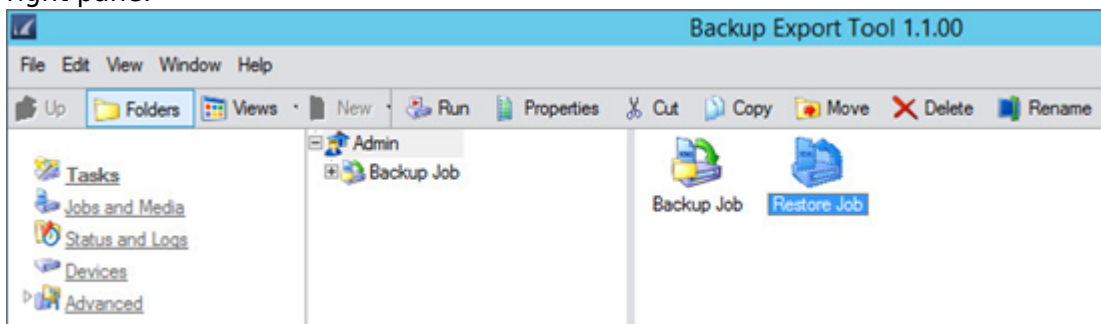 right pane.
Backup Export Tool 1.1.00
File Edit View Window Help
Up Folders Views New Run Properties Cut Copy Move Delete Rename
Admin
Backup Job
Tasks
Jobs and Media
Status and Logs
Devices
Advanced
Backup Job Restore Job